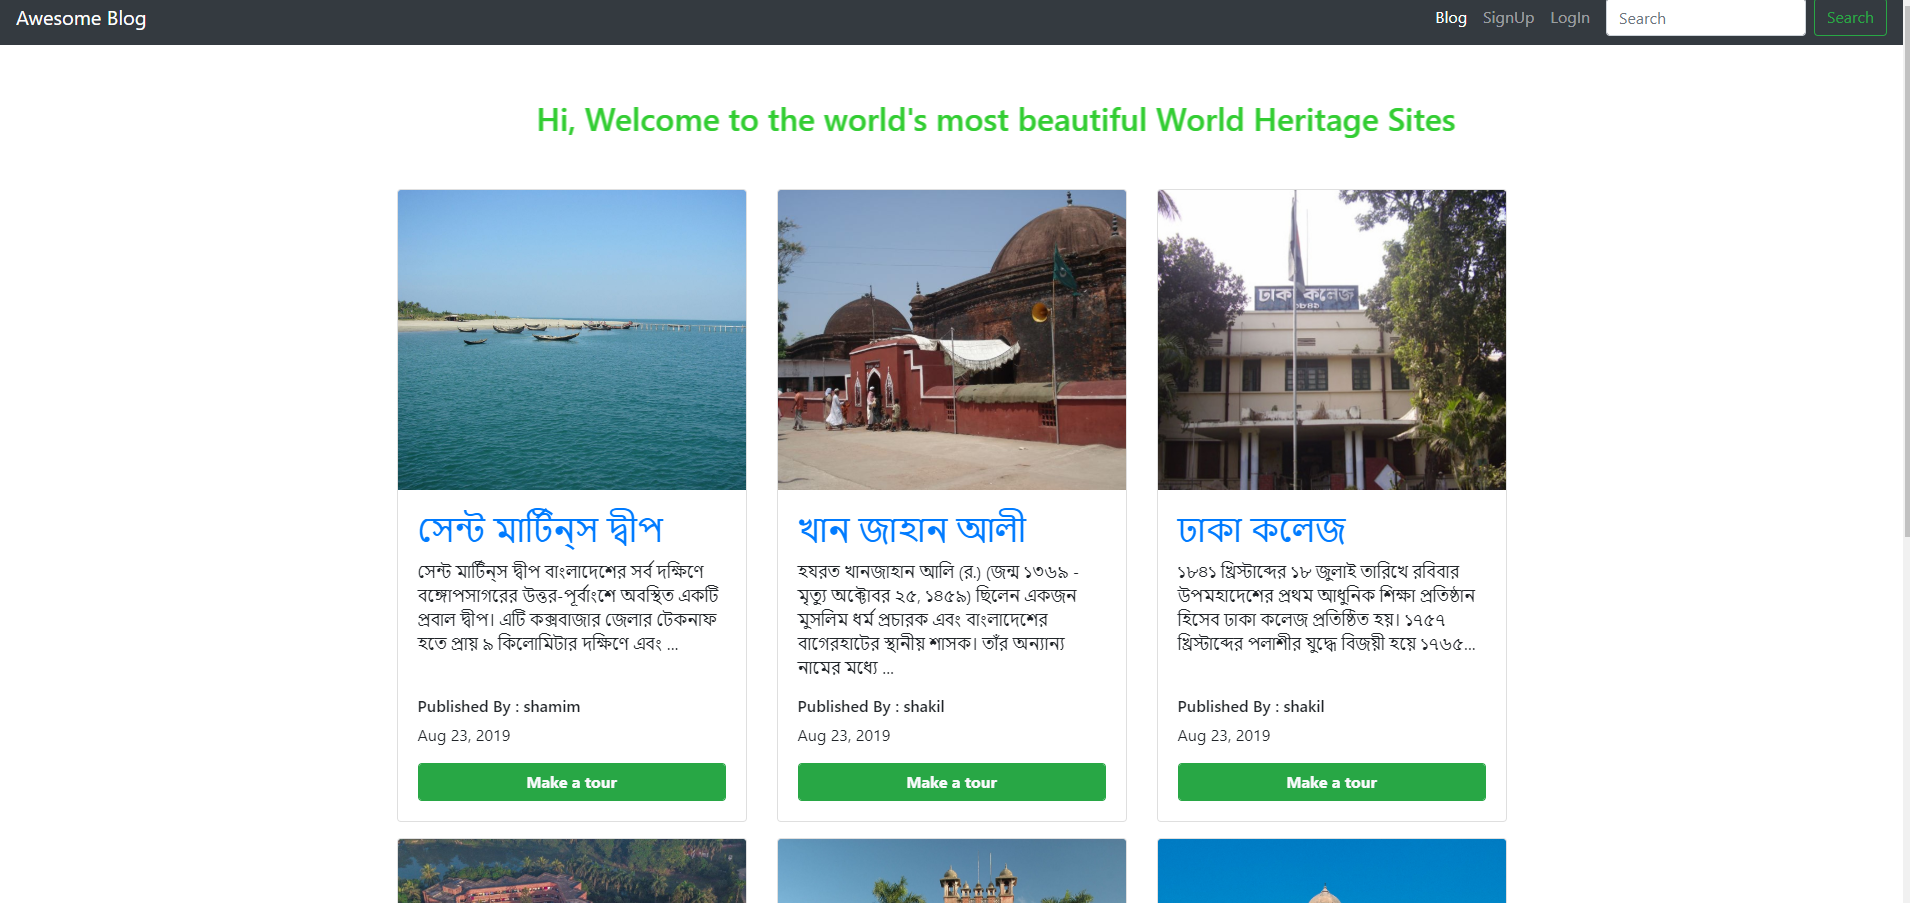 Awesome Blog
Blog SignUp LogIn Search Search
Hi, Welcome to the world's most beautiful World Heritage Sites
ঢাকা কলেজ
১৮৪১
সেন্ট মার্টিন্স দ্বীপ
সেন্ট মার্টিন্স দ্বীপ বাংলাদেশের সর্ব দক্ষিণে
বঙ্গোপসাগরের উত্তর-পূর্বাংশে অবস্থিত একটি
প্রবাল দ্বীপ। এটি কক্সবাজার জেলার টেকনাফ
হতে প্রায় ৯ কিলোমিটার দক্ষিণে এবং ...
Published By : shamim
Aug 23, 2019
Make a tour
খান জাহান আলী
হযরত খানজাহান আলি (র.) (জন্ম ১৩৬৯ -
মৃত্যু অক্টোবর ২৫, ১৪৫৯) ছিলেন একজন
মুসলিম ধর্ম প্রচারক এবং বাংলাদেশের
বাগেরহাটের স্থানীয় শাসক। তাঁর অন্যান্য
নামের মধ্যে ...
Published By : shakil
Aug 23, 2019
Make a tour
ঢাকা কলেজ
১৮৪১ খ্রিস্টাব্দের ১৮ জুলাই তারিখে রবিবার
উপমহাদেশের প্রথম আধুনিক শিক্ষা প্রতিষ্ঠান
হিসেব ঢাকা কলেজ প্রতিষ্ঠিত হয়। ১৭৫৭
খ্রিস্টাব্দের পলাশীর যুদ্ধে বিজয়ী হয়ে ১৭৬৫...
Published By : shakil
Aug 23, 2019
Make a tour